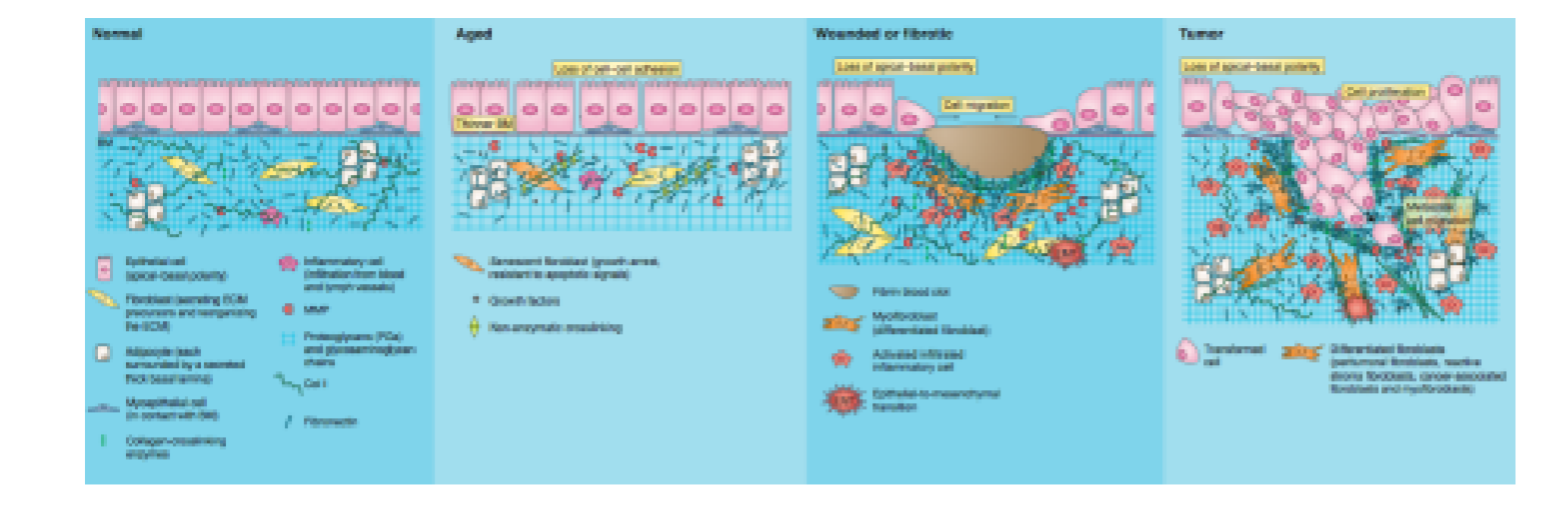 Normal
Aged
Wounded or fibrotic
Tumor
Loss of cell-cell adhesion
Thinner BM
Loss of apical-basal polarity
Cell migration
Loss of apical-basal polarity
Cell proliferation
Metastatic
cell migration
BM
EMT
Epithelial cell
(apical-basal polarity)
Fibroblast (secreting ECM
precursors and reorganizing
the ECM)
Adipocyte (each
surrounded by a secreted
thick basal lamina)
Myoepithelial cell
(in contact with BM)
Collagen-crosslinking
enzymes
Inflammatory cell
(infiltration from blood
and lymph vessels)
MMP
Proteoglycans (PGs)
and glycosaminoglycan
chains
Col I
Fibronectin
Senescent fibroblast (growth arrest,
resistant to apoptotic signals)
Growth factors
Non-enzymatic crosslinking
Fibrin blood clot
Myofibroblast
(differentiated fibroblast)
Activated infiltrated
inflammatory cell
EMT
Epithelial-to-mesenchymal
transition
Transformed
cell
Differentiated fibroblasts
(peritumoral fibroblasts, reactive
stroma fibroblasts, cancer-associated
fibroblasts and myofibroblasts)